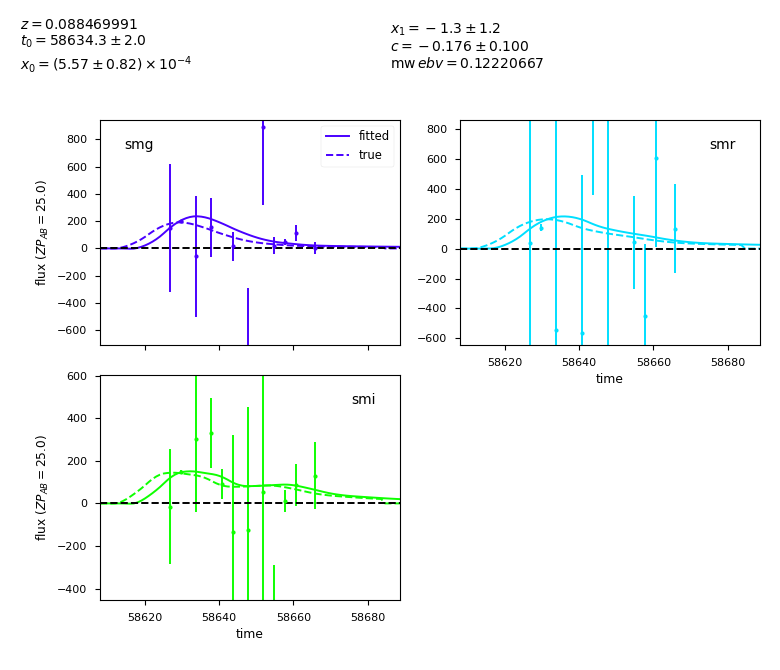 z = 0.088469991
t₀ = 58634.3 ± 2.0
x₀ = (5.57 ± 0.82) × 10⁻⁴
x₁ = −1.3 ± 1.2
c = −0.176 ± 0.100
mw ebv = 0.12220667
smg
fitted
true
800
600
400
200
0
−200
−400
−600
flux (ZP_AB = 25.0)
smr
800
600
400
200
0
−200
−400
−600
58620 58640 58660 58680
time
smi
600
400
200
0
−200
−400
flux (ZP_AB = 25.0)
58620 58640 58660 58680
time